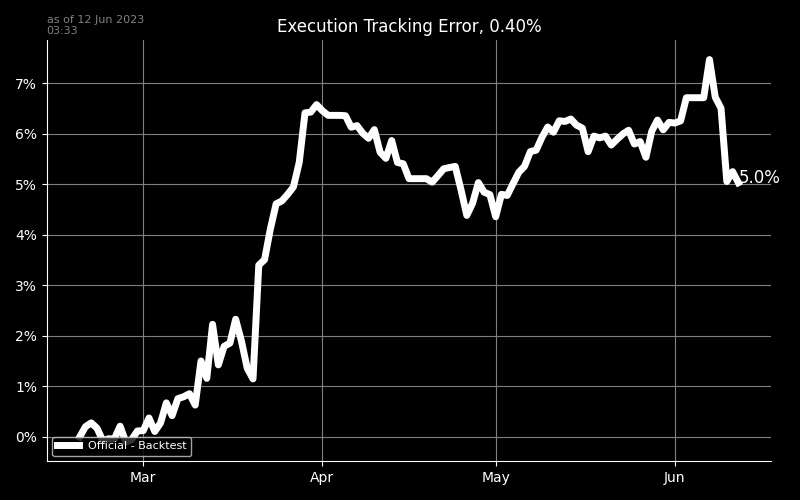 as of 12 Jun 2023
03:33
Execution Tracking Error, 0.40%
7%
6%
5%
4%
3%
2%
1%
0%
5.0%
Official - Backtest
Mar
Apr
May
Jun